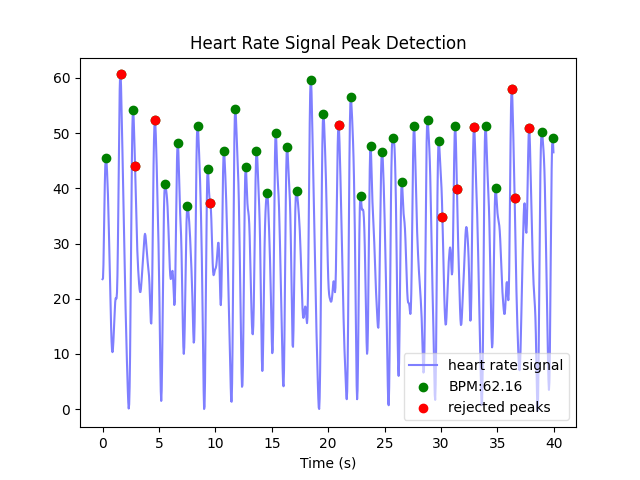 Heart Rate Signal Peak Detection
60
50
40
30
20
10
0
heart rate signal
BPM:62.16
rejected peaks
0 5 10 15 20 25 30 35 40
Time (s)